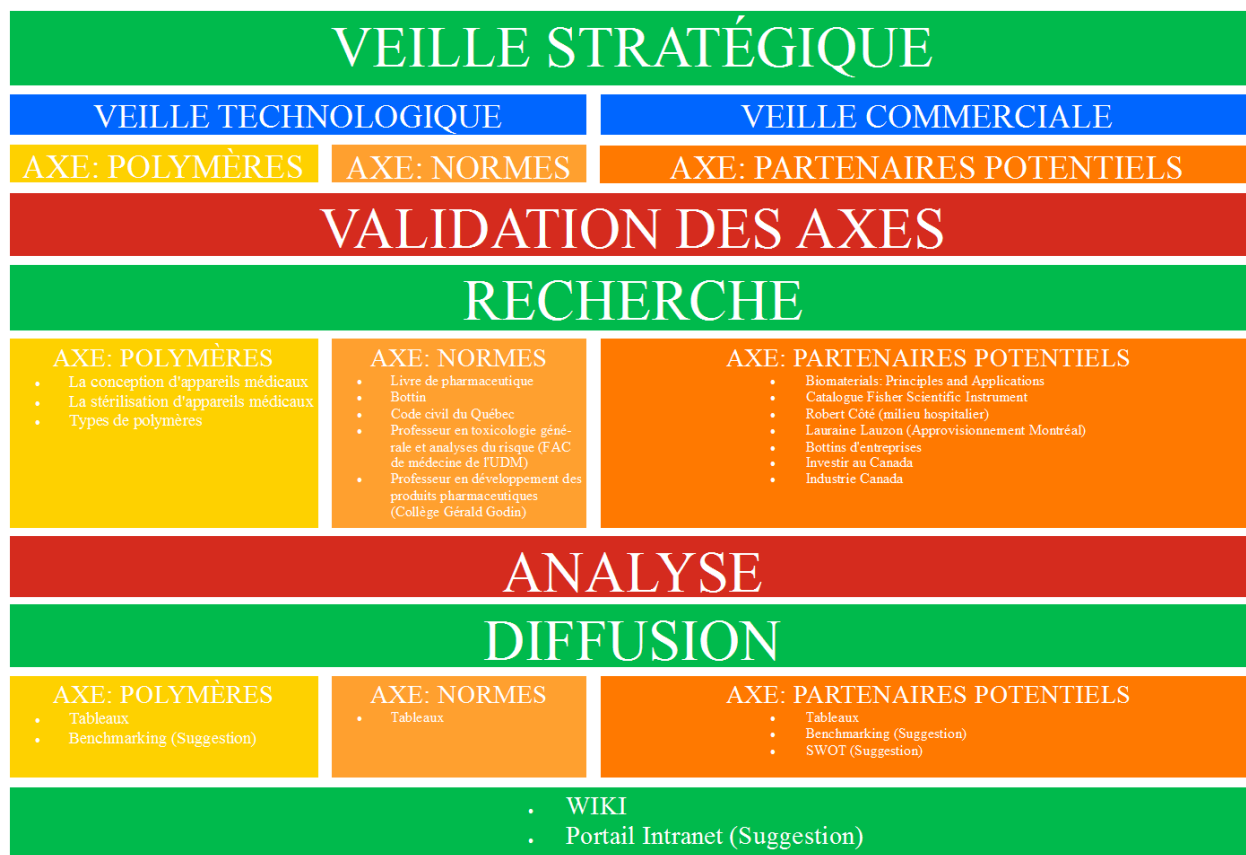 VEILLE STRATÉGIQUE
VEILLE TECHNOLOGIQUE
VEILLE COMMERCIALE
AXE: POLYMÈRES
AXE: NORMES
AXE: PARTENAIRES POTENTIELS
VALIDATION DES AXES
RECHERCHE
AXE: POLYMÈRES
• La conception d'appareils médicaux
• La stérilisation d'appareils médicaux
• Types de polymères
AXE: NORMES
• Livre de pharmaceutique
• Bottin
• Code civil du Québec
• Professeur en toxicologie géné-
rale et analyses du risque (FAC
de médecine de l'UDM)
• Professeur en développement des
produits pharmaceutiques
(Collège Gérald Godin)
AXE: PARTENAIRES POTENTIELS
• Biomaterials: Principles and Applications
• Catalogue Fisher Scientific Instrument
• Robert Côté (milieu hospitalier)
• Lauraine Lauzon (Approvisionnement Montréal)
• Bottins d'entreprises
• Investir au Canada
• Industrie Canada
ANALYSE
DIFFUSION
AXE: POLYMÈRES
• Tableaux
• Benchmarking (Suggestion)
AXE: NORMES
• Tableaux
AXE: PARTENAIRES POTENTIELS
• Tableaux
• Benchmarking (Suggestion)
• SWOT (Suggestion)
• WIKI
• Portail Intranet (Suggestion)